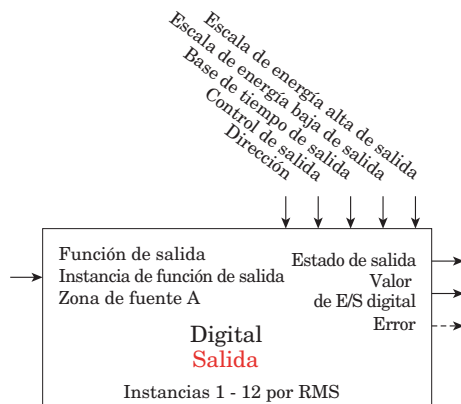 Escala de energía alta de salida
Escala de energía baja de salida
Base de tiempo de salida
Control de salida
Dirección
Función de salida
Instancia de función de salida
Zona de fuente A
Estado de salida
Valor
de E/S digital
Error
Digital
Salida
Instancias 1 - 12 por RMS